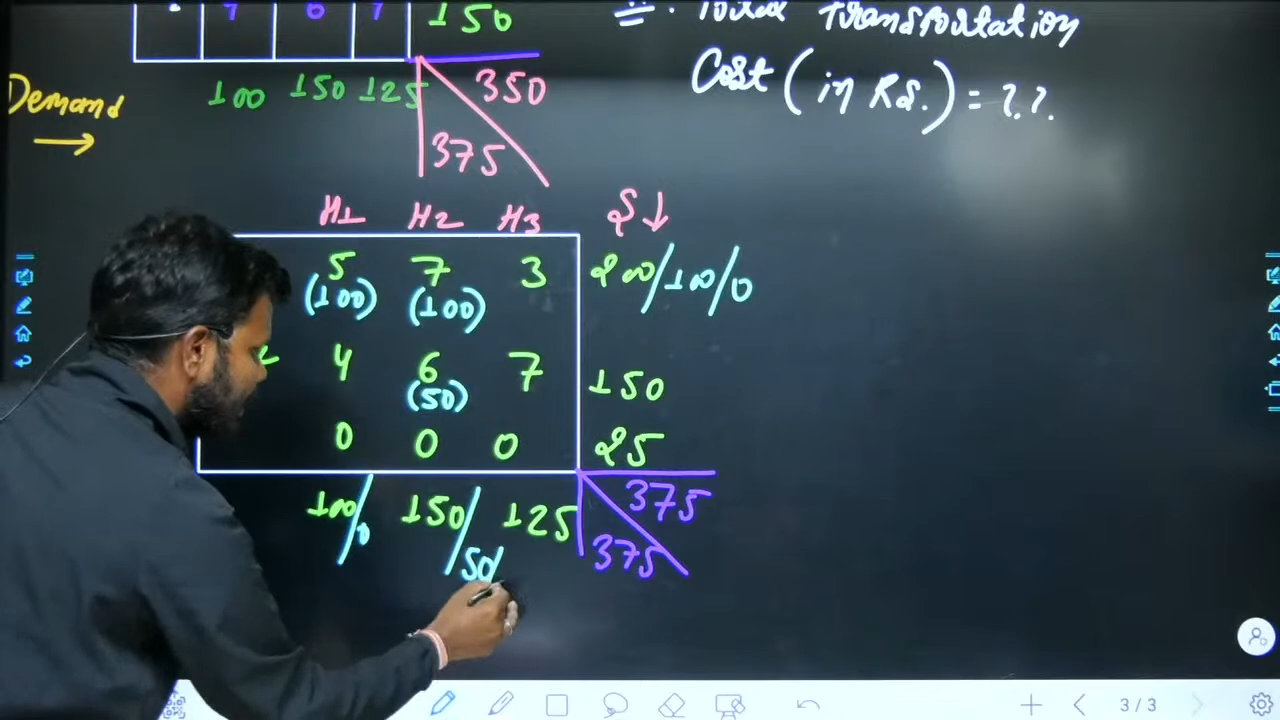 7 6 7 150
Total Transportation
Cost (in Rs.) = ??.
Demand 100 150 125 350
375
H1 H2 H3 S↓
5 7 3 200/100/0
(100) (100)
4 6 7 150
(50)
0 0 0 25
100/0 150/50/ 125 375
375
3/3